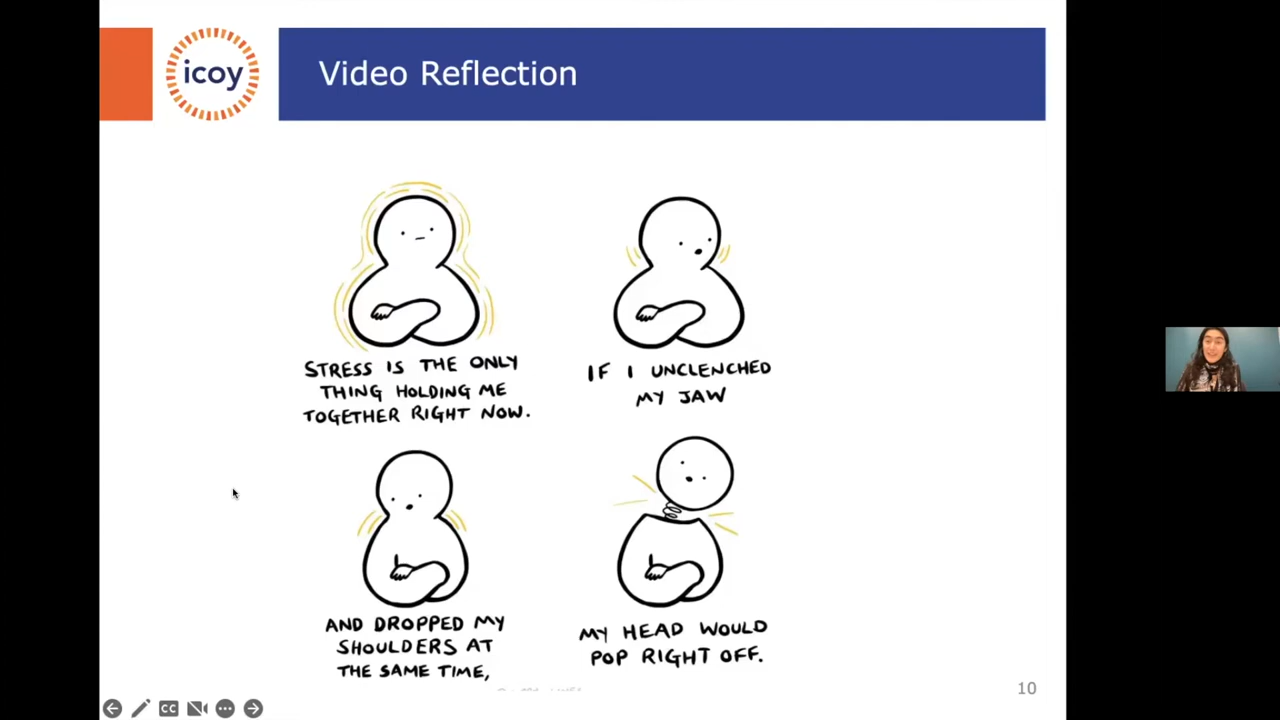 icoy
Video Reflection
STRESS IS THE ONLY
THING HOLDING ME
TOGETHER RIGHT NOW.
IF I UNCLENCHED
MY JAW
AND DROPPED MY
SHOULDERS AT
THE SAME TIME,
MY HEAD WOULD
POP RIGHT OFF.
10
CC